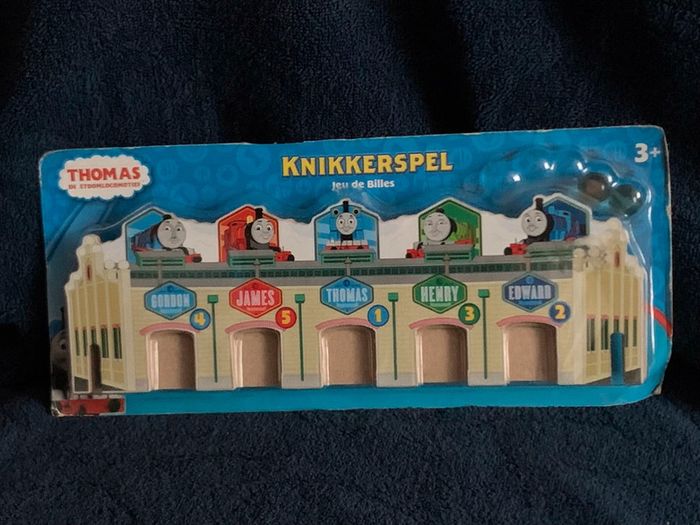 THOMAS
DE STOOMLOCOMOTIEF
KNIKKERSPEL
Jeu de Billes
3+
GORDON
4
JAMES
5
THOMAS
1
HENRY
3
EDWARD
2